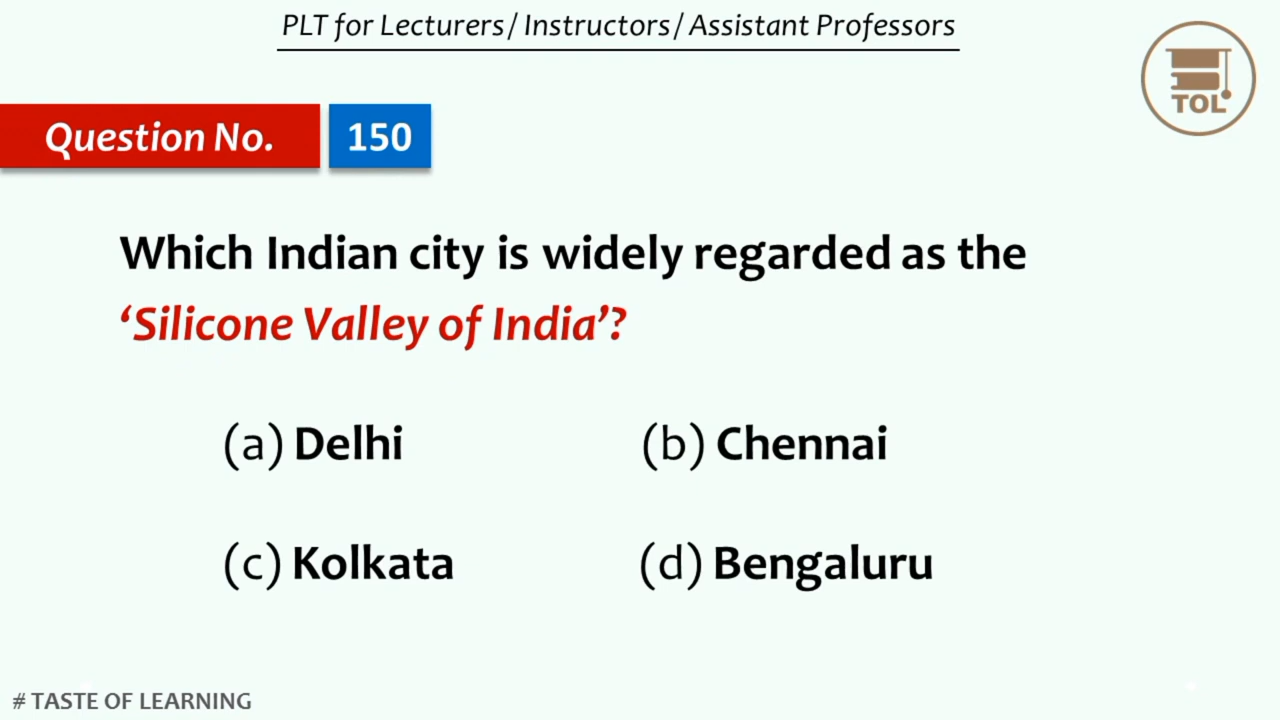 PLT for Lecturers/ Instructors/ Assistant Professors
TOL
Question No. 150
Which Indian city is widely regarded as the
‘Silicone Valley of India’?
(a) Delhi (b) Chennai
(c) Kolkata (d) Bengaluru
# TASTE OF LEARNING